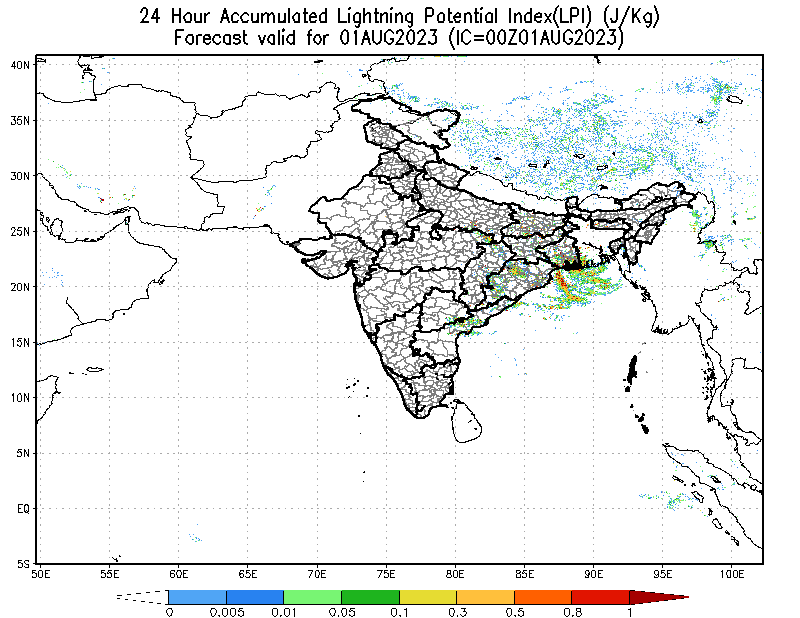 24 Hour Accumulated Lightning Potential Index(LPI) (J/Kg)
Forecast valid for 01AUG2023 (IC=00Z01AUG2023)
40N
35N
30N
25N
20N
15N
10N
5N
EQ
5S
50E 55E 60E 65E 70E 75E 80E 85E 90E 95E 100E
0 0.005 0.01 0.05 0.1 0.3 0.5 0.8 1